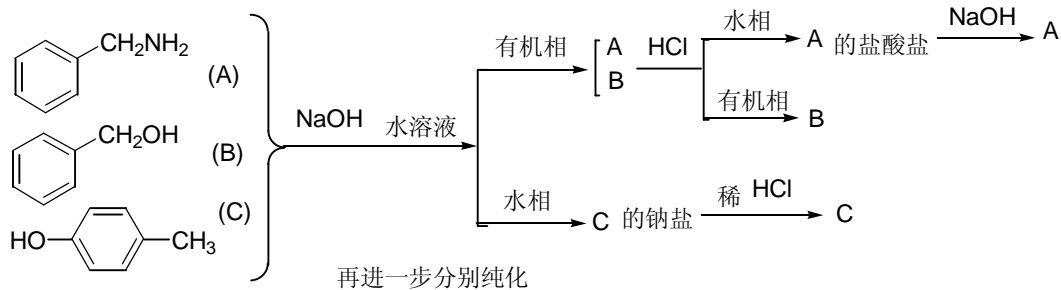 CH2NH2
(A)
CH2OH
(B)
(C)
HO
CH3
NaOH 水溶液
有机相
A
B
HCl
水相
A 的盐酸盐
NaOH
A
有机相
B
水相
C 的钠盐
稀 HCl
C
再进一步分别纯化